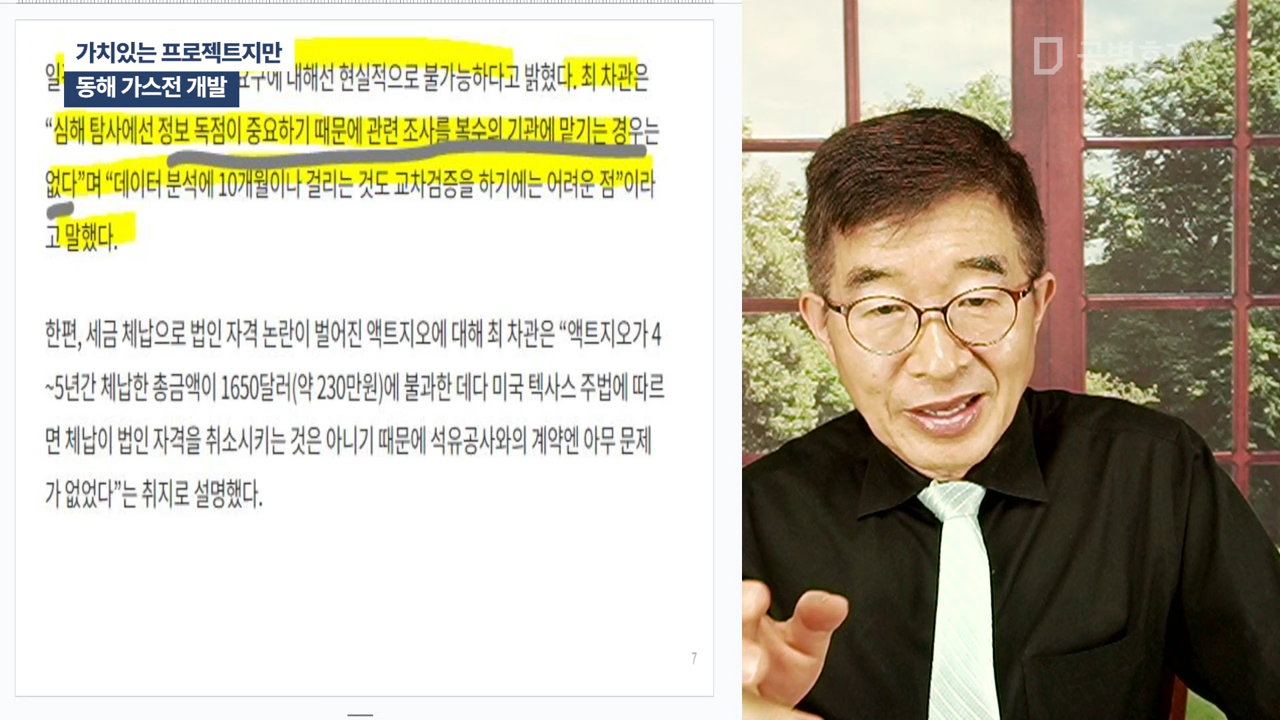 가치있는 프로젝트지만
동해 가스전 개발
일 요구에 대해선 현실적으로 불가능하다고 밝혔다. 최 차관은
“심해 탐사에선 정보 독점이 중요하기 때문에 관련 조사를 복수의 기관에 맡기는 경우는
없다”며 “데이터 분석에 10개월이나 걸리는 것도 교차검증을 하기에는 어려운 점”이라
고 말했다.
한편, 세금 체납으로 법인 자격 논란이 벌어진 액트지오에 대해 최 차관은 “액트지오가 4
~5년간 체납한 총금액이 1650달러(약 230만원)에 불과한 데다 미국 텍사스 주법에 따르
면 체납이 법인 자격을 취소시키는 것은 아니기 때문에 석유공사와의 계약엔 아무 문제
가 없었다”는 취지로 설명했다.
7